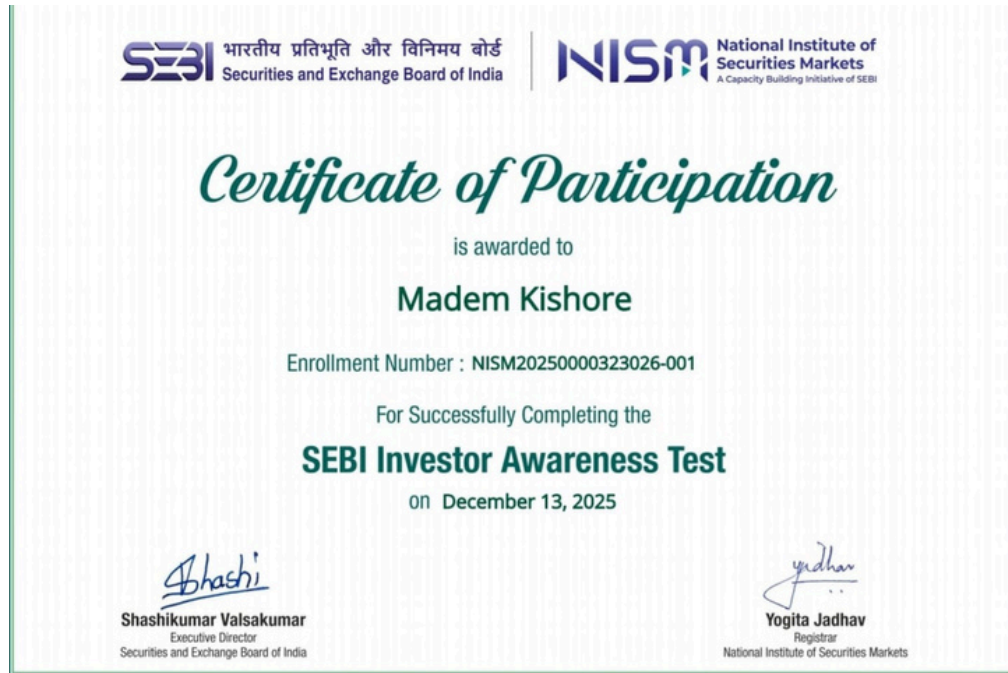 SEBI भारतीय प्रतिभूति और विनिमय बोर्ड
Securities and Exchange Board of India
NISM National Institute of
Securities Markets
A Capacity Building Initiative of SEBI
Certificate of Participation
is awarded to
Madem Kishore
Enrollment Number : NISM20250000323026-001
For Successfully Completing the
SEBI Investor Awareness Test
on December 13, 2025
Shashi
Shashikumar Valsakumar
Executive Director
Securities and Exchange Board of India
yjadhav
Yogita Jadhav
Registrar
National Institute of Securities Markets